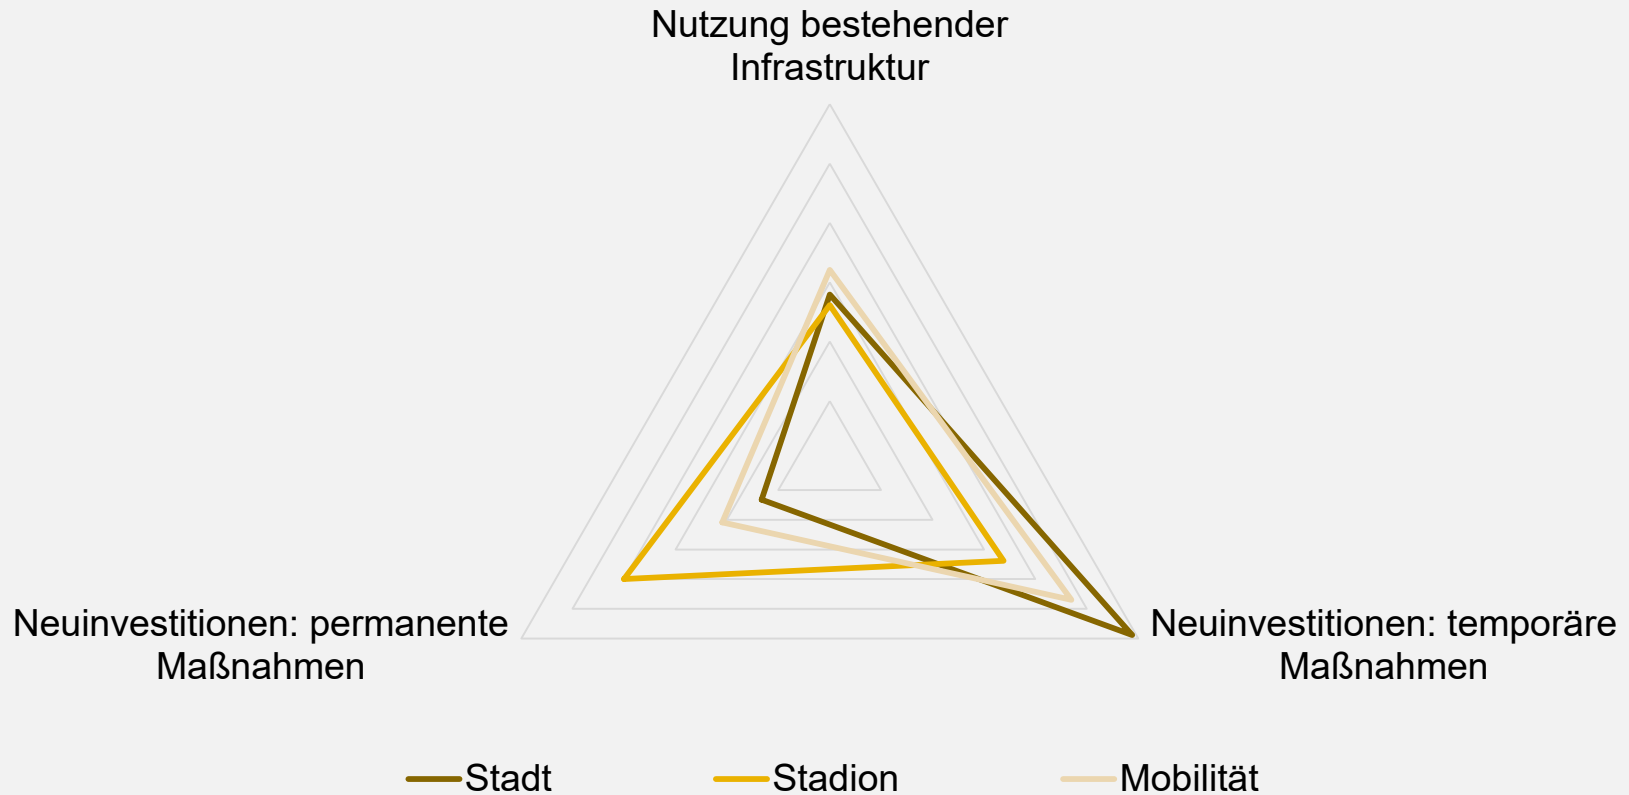 Nutzung bestehender
Infrastruktur
Neuinvestitionen: permanente
Maßnahmen
Neuinvestitionen: temporäre
Maßnahmen
Stadt
Stadion
Mobilität